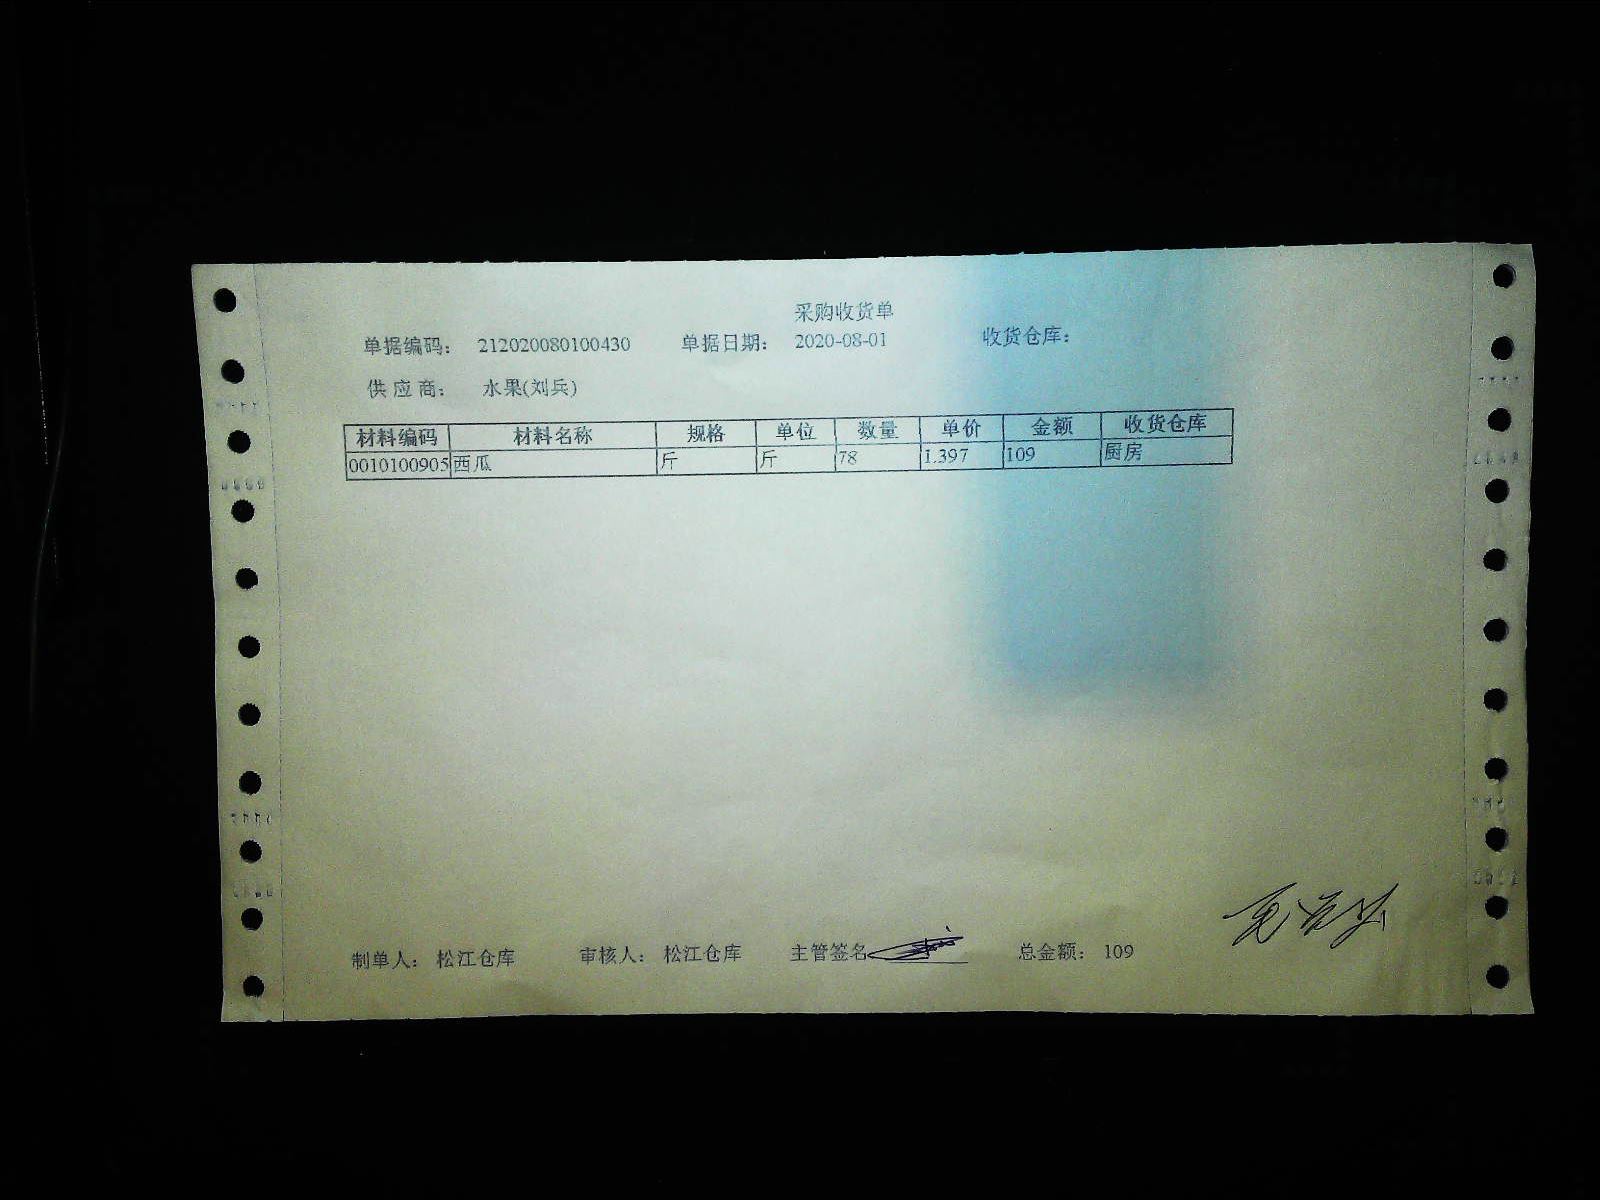 采购收货单
单据编码： 212020080100430 单据日期： 2020-08-01 收货仓库：
供 应 商： 水果(刘兵)
材料编码 材料名称 规格 单位 数量 单价 金额 收货仓库
0010100905 西瓜 斤 斤 78 1.397 109 厨房
制单人： 松江仓库 审核人： 松江仓库 主管签名 总金额： 109